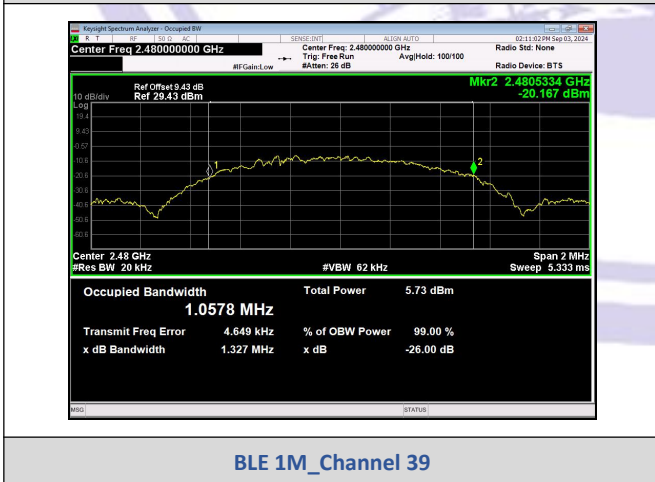 Keysight Spectrum Analyzer - Occupied BW
R T RF 50 Ω AC SENSE:INT ALIGN AUTO 02:11:02 PM Sep 03, 2024
Center Freq 2.480000000 GHz Center Freq: 2.480000000 GHz Radio Std: None
Trig: Free Run Avg|Hold: 100/100
#IFGain:Low #Atten: 26 dB Radio Device: BTS
Mkr2 2.4805334 GHz
Ref Offset 9.43 dB
10 dB/div Ref 29.43 dBm -20.167 dBm
Log
19.4
9.43
-0.57
-10.6
-20.6
-30.6
-40.6
-50.6
-60.6
1
2
Center 2.48 GHz Span 2 MHz
#Res BW 20 kHz #VBW 62 kHz Sweep 5.333 ms
Occupied Bandwidth Total Power 5.73 dBm
1.0578 MHz
Transmit Freq Error 4.649 kHz % of OBW Power 99.00 %
x dB Bandwidth 1.327 MHz x dB -26.00 dB
MSG STATUS
BLE 1M_Channel 39